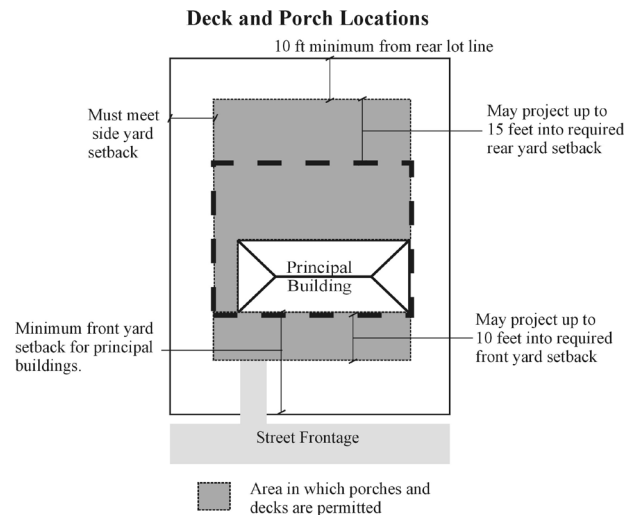 Deck and Porch Locations
10 ft minimum from rear lot line
Must meet
side yard
setback
May project up to
15 feet into required
rear yard setback
Principal
Building
Minimum front yard
setback for principal
buildings.
May project up to
10 feet into required
front yard setback
Street Frontage
Area in which porches and
decks are permitted